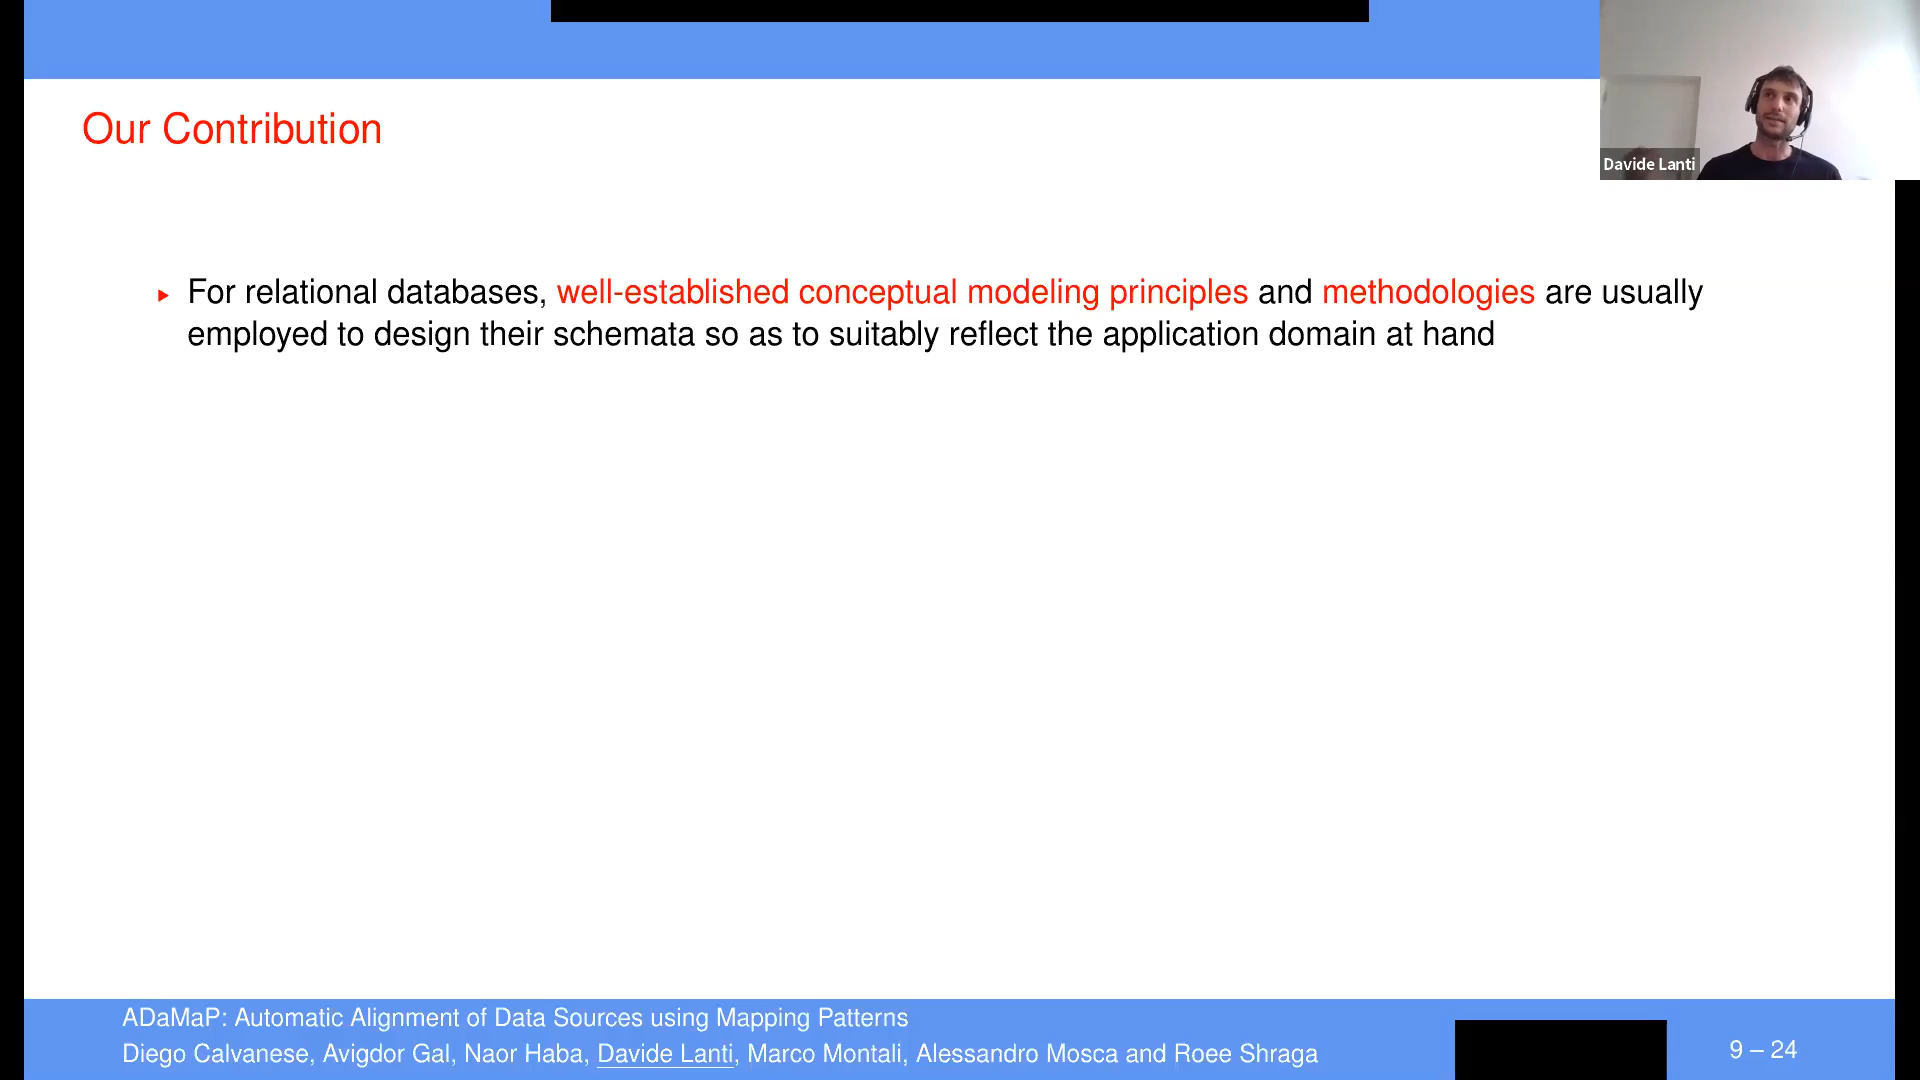 Our Contribution
Davide Lanti
▸ For relational databases, well-established conceptual modeling principles and methodologies are usually
employed to design their schemata so as to suitably reflect the application domain at hand
ADaMaP: Automatic Alignment of Data Sources using Mapping Patterns
Diego Calvanese, Avigdor Gal, Naor Haba, Davide Lanti, Marco Montali, Alessandro Mosca and Roee Shraga
9 – 24